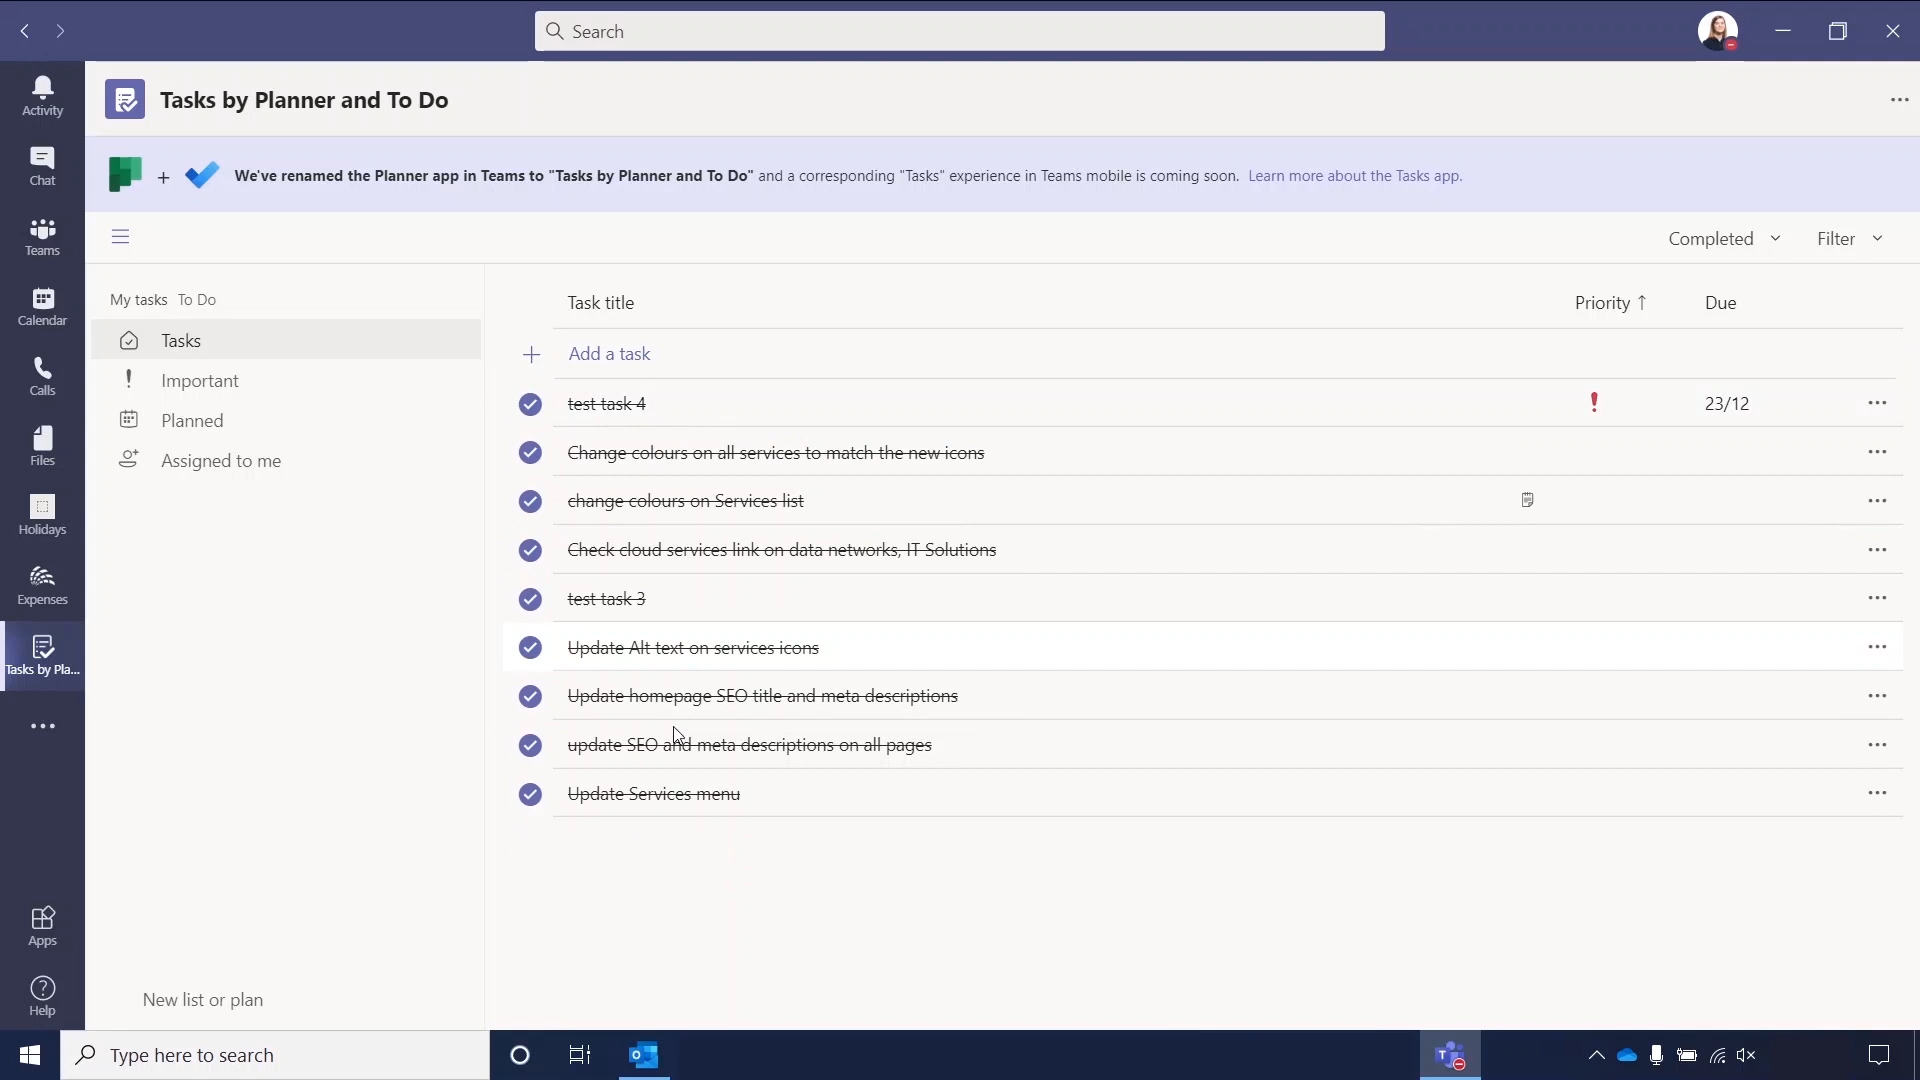 Search
Activity
Chat
Teams
Calendar
Calls
Files
Holidays
Expenses
Tasks by Pla...
Apps
Help
Tasks by Planner and To Do
We've renamed the Planner app in Teams to "Tasks by Planner and To Do" and a corresponding "Tasks" experience in Teams mobile is coming soon. Learn more about the Tasks app.
Completed
Filter
My tasks To Do
Tasks
Important
Planned
Assigned to me
New list or plan
Task title Priority ↑ Due
+ Add a task
test task 4 23/12
Change colours on all services to match the new icons
change colours on Services list
Check cloud services link on data networks, IT Solutions
test task 3
Update Alt text on services icons
Update homepage SEO title and meta descriptions
update SEO and meta descriptions on all pages
Update Services menu
Type here to search